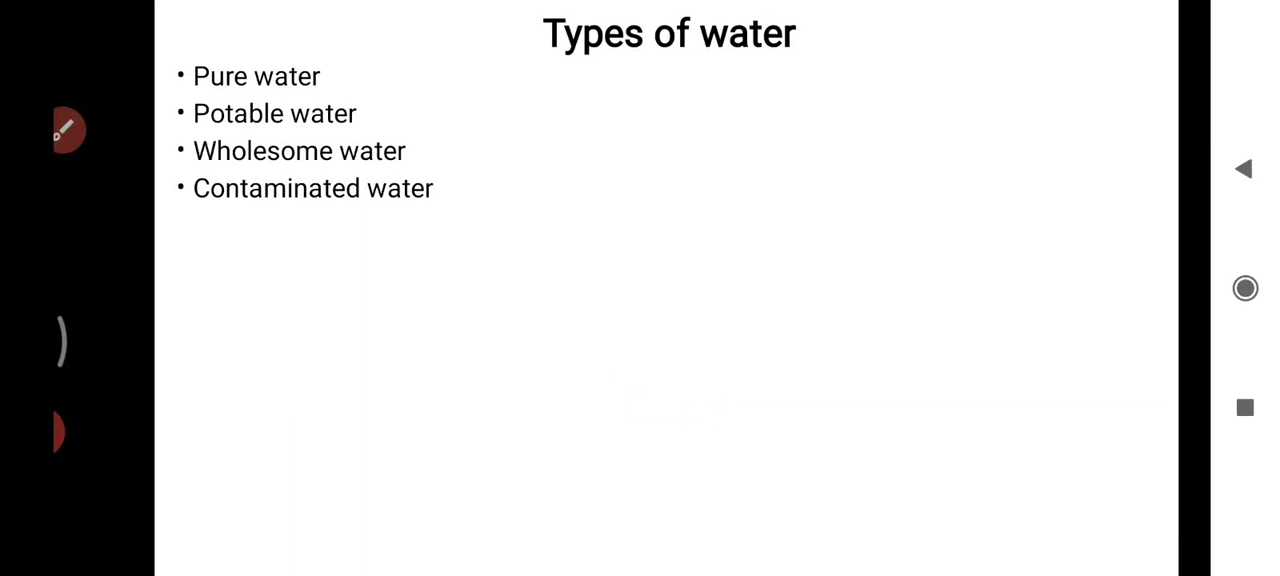 Types of water
• Pure water
• Potable water
• Wholesome water
• Contaminated water